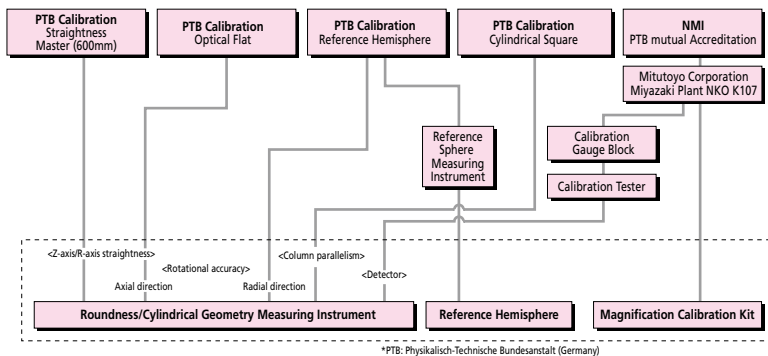 PTB Calibration
Straightness
Master (600mm)
PTB Calibration
Optical Flat
PTB Calibration
Reference Hemisphere
PTB Calibration
Cylindrical Square
NMI
PTB mutual Accreditation
Mitutoyo Corporation
Miyazaki Plant NKO K107
Reference
Sphere
Measuring
Instrument
Calibration
Gauge Block
Calibration Tester
<Z-axis/R-axis straightness>
<Rotational accuracy>
<Column parallelism>
<Detector>
Axial direction
Radial direction
Roundness/Cylindrical Geometry Measuring Instrument
Reference Hemisphere
Magnification Calibration Kit
*PTB: Physikalisch-Technische Bundesanstalt (Germany)